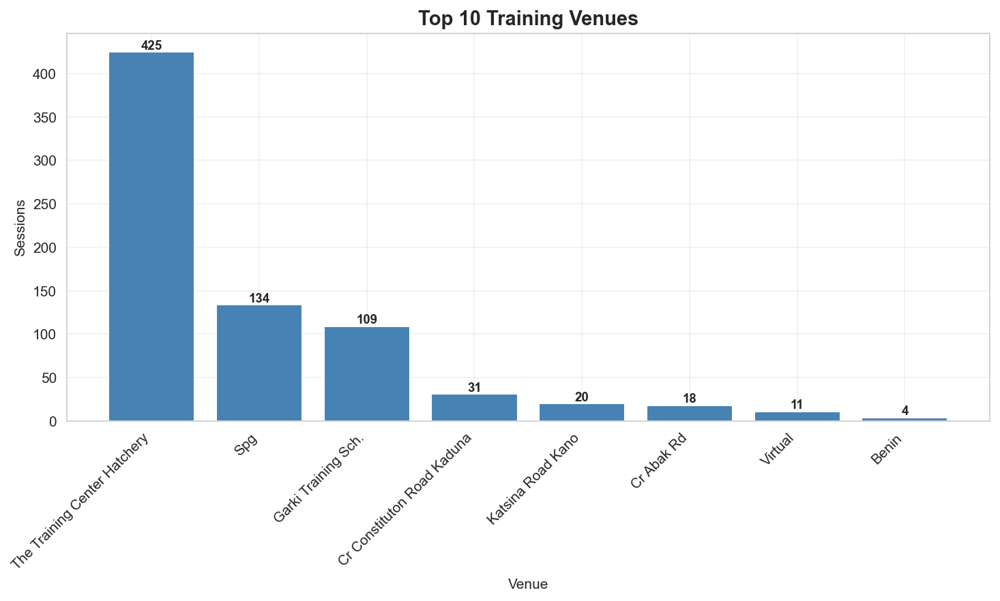 Top 10 Training Venues
Sessions
400
350
300
250
200
150
100
50
0
425
134
109
31
20
18
11
4
The Training Center Hatchery
Spg
Garki Training Sch.
Cr Constituton Road Kaduna
Katsina Road Kano
Cr Abak Rd
Virtual
Benin
Venue